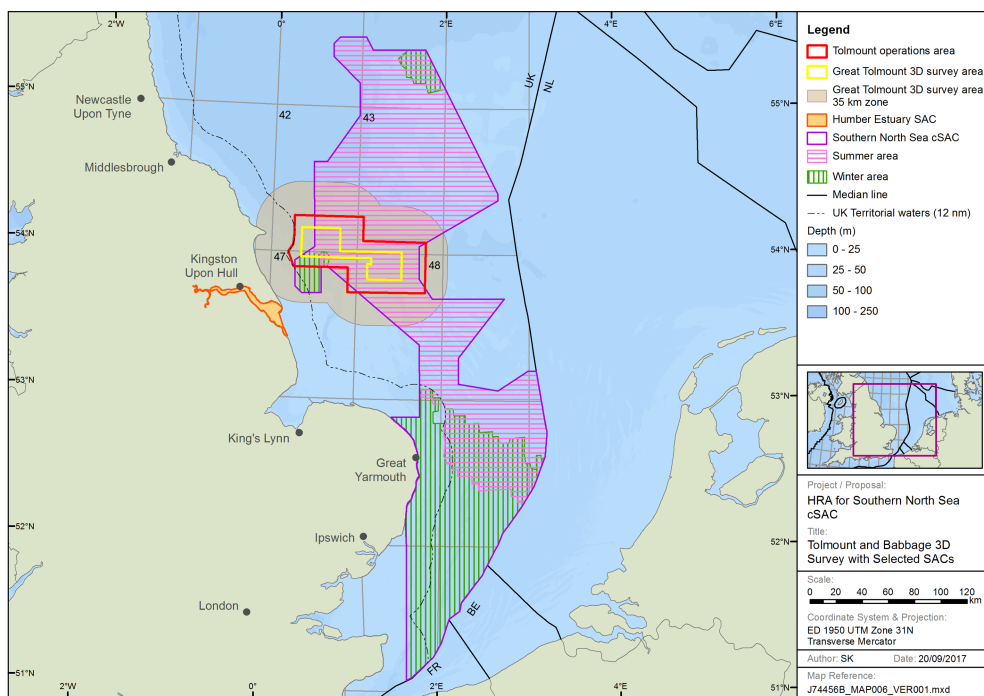 2°W
0°
2°E
4°E
6°E
55°N
55°N
Newcastle
Upon Tyne
42
43
UK
NL
Middlesbrough
54°N
54°N
Kingston
Upon Hull
47
48
53°N
53°N
King's Lynn
Great
Yarmouth
52°N
52°N
Ipswich
London
BE
FR
51°N
51°N
2°W
0°
2°E
4°E
Legend
Tolmount operations area
Great Tolmount 3D survey area
Great Tolmount 3D survey area
35 km zone
Humber Estuary SAC
Southern North Sea cSAC
Summer area
Winter area
Median line
UK Territorial waters (12 nm)
Depth (m)
0 - 25
25 - 50
50 - 100
100 - 250
Project / Proposal:
HRA for Southern North Sea
cSAC
Title:
Tolmount and Babbage 3D
Survey with Selected SACs
Scale:
0 20 40 60 80 100 120
km
Coordinate System & Projection:
ED 1950 UTM Zone 31N
Transverse Mercator
Author: SK Date: 20/09/2017
Map Reference:
J74456B_MAP006_VER001.mxd